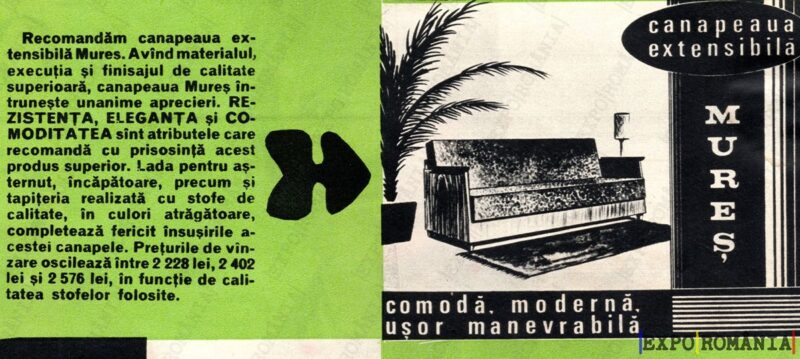 Recomandăm canapeaua ex-
tensibilă Mures. Avînd materialul,
execuția și finisajul de calitate
superioară, canapeaua Mureș în-
trunește unanime aprecieri. RE-
ZISTENȚA, ELEGANȚA și CO-
MODITATEA sînt atributele care
recomandă cu prisosință acest
produs superior. Lada pentru aș-
ternut, încăpătoare, precum și
tapițeria realizată cu stofe de
calitate, în culori atrăgătoare,
completează fericit însușirile a-
cestei canapele. Prețurile de vîn-
zare oscilează între 2 228 lei, 2 402
lei și 2 576 lei, în funcție de cali-
tatea stofelor folosite.
canapeaua
extensibilă
MUREȘ
comodă, modernă,
ușor manevrabilă
EXPO ROMANIA